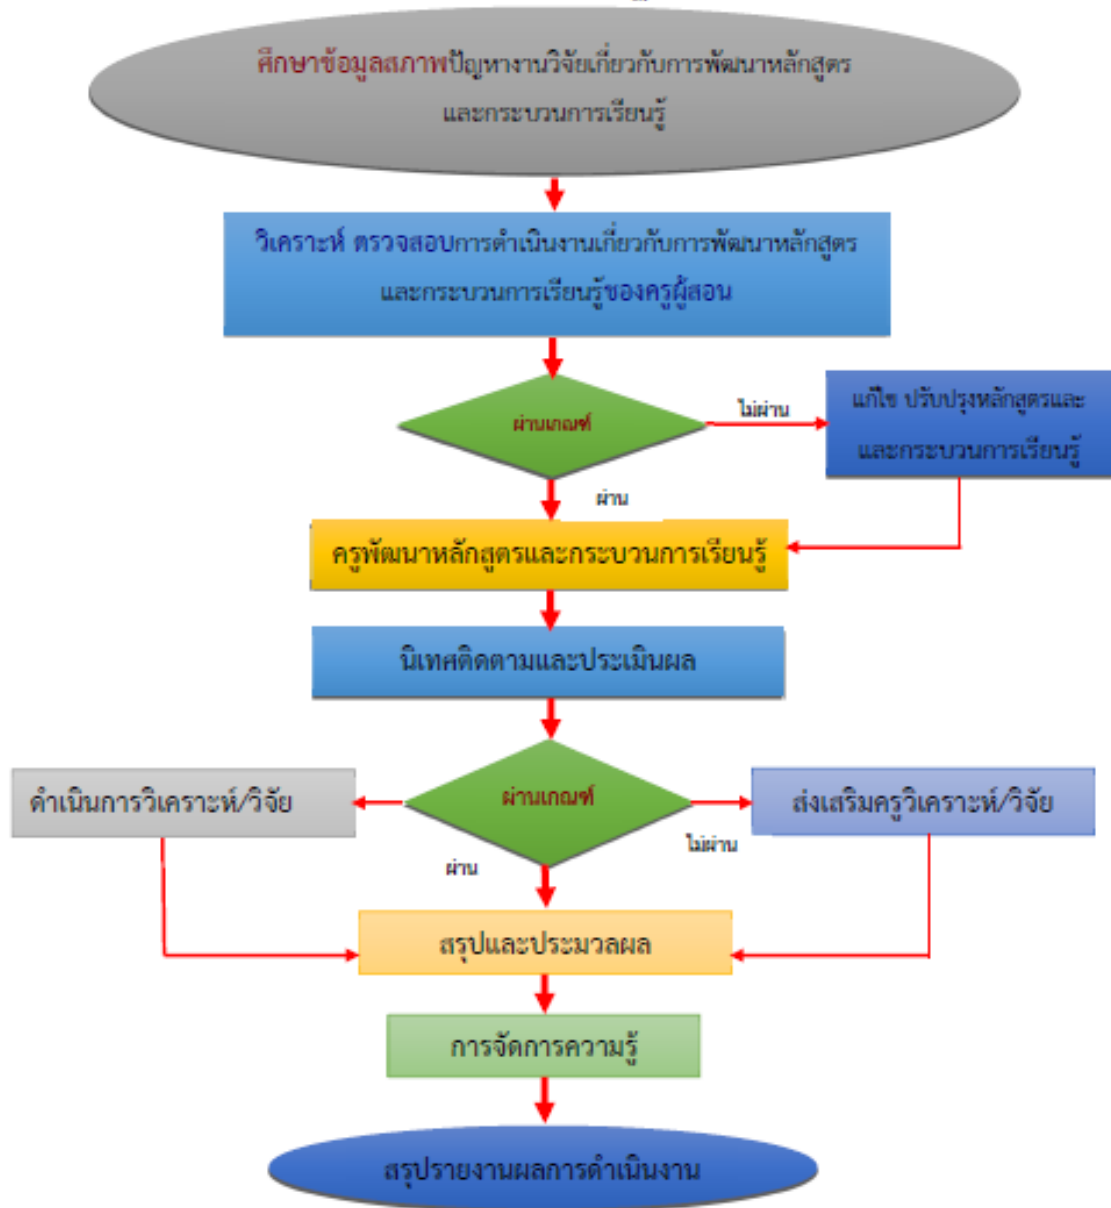 ศึกษาข้อมูลสภาพปัญหางานวิจัยเกี่ยวกับการพัฒนาหลักสูตร
และกระบวนการเรียนรู้
วิเคราะห์ ตรวจสอบการดำเนินงานเกี่ยวกับการพัฒนาหลักสูตร
และกระบวนการเรียนรู้ของครูผู้สอน
ผ่านเกณฑ์
ไม่ผ่าน
แก้ไข ปรับปรุงหลักสูตรและ
และกระบวนการเรียนรู้
ผ่าน
ครูพัฒนาหลักสูตรและกระบวนการเรียนรู้
นิเทศติดตามและประเมินผล
ดำเนินการวิเคราะห์/วิจัย
ผ่านเกณฑ์
ส่งเสริมครูวิเคราะห์/วิจัย
ไม่ผ่าน
ผ่าน
สรุปและประมวลผล
การจัดการความรู้
สรุปรายงานผลการดำเนินงาน